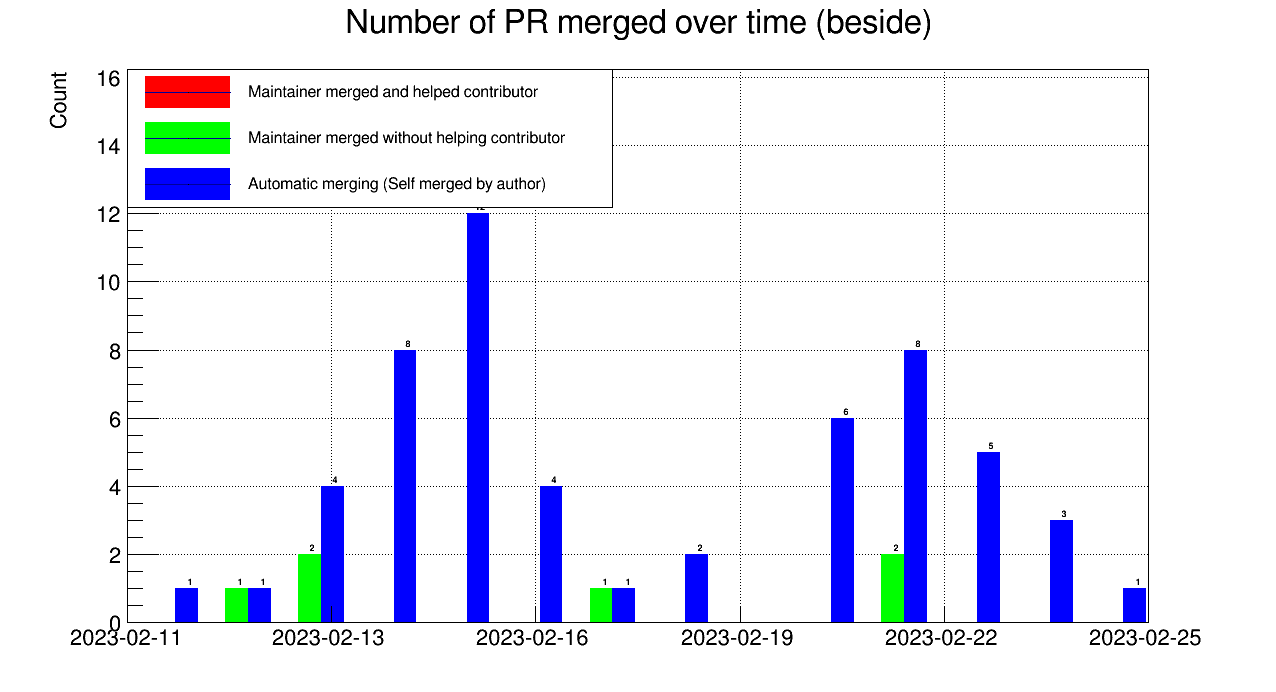 Number of PR merged over time (beside)
Count
16
14
12
10
8
6
4
2
0
Maintainer merged and helped contributor
Maintainer merged without helping contributor
Automatic merging (Self merged by author)
1 1 1 2 4 8 4 1 1 2 6 2 8 5 3 1
2023-02-11 2023-02-13 2023-02-16 2023-02-19 2023-02-22 2023-02-25